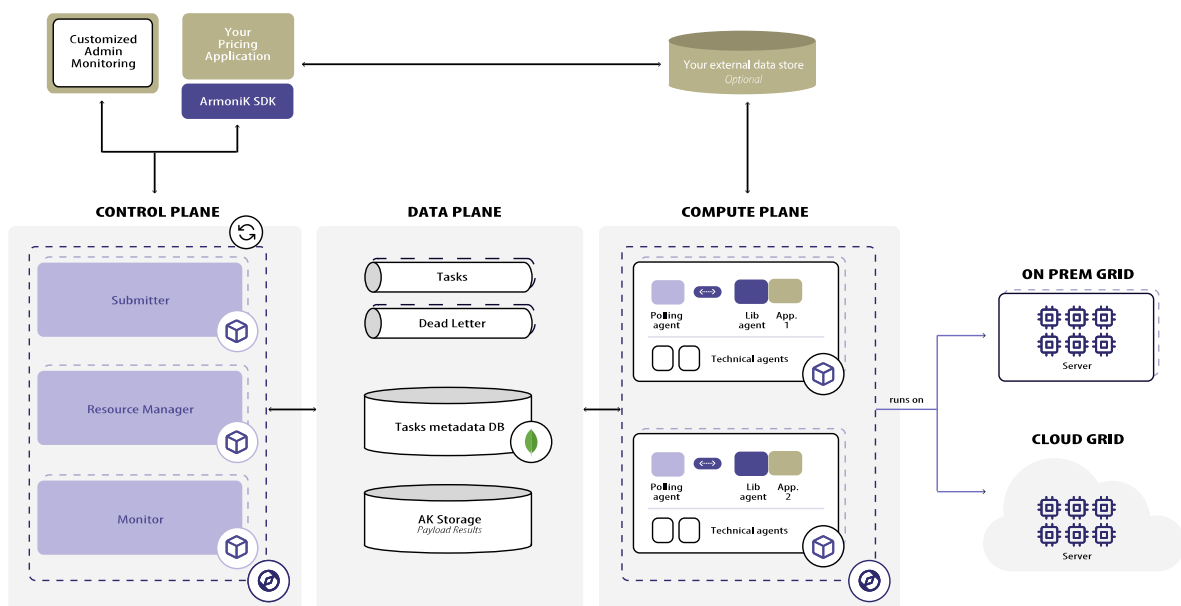 Customized
Admin
Monitoring
Your
Pricing
Application
ArmoniK SDK
Your external data store
Optional
CONTROL PLANE
DATA PLANE
COMPUTE PLANE
Submitter
Resource Manager
Monitor
Tasks
Dead Letter
Tasks metadata DB
AK Storage
Payload Results
Polling
agent
Lib
agent
App.
1
Technical agents
Polling
agent
Lib
agent
App.
2
Technical agents
runs on
ON PREM GRID
Server
CLOUD GRID
Server